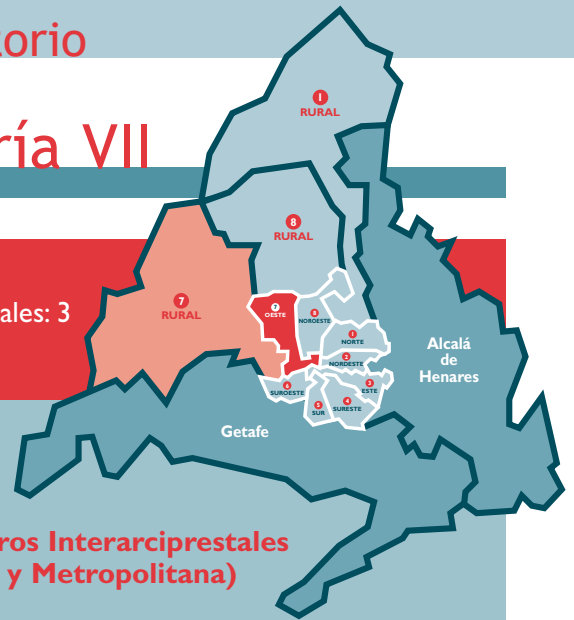 orio
ría VII
ales: 3
1
RURAL
8
RURAL
7
RURAL
7
OESTE
8
NOROESTE
1
NORTE
2
NORDESTE
3
ESTE
4
SURESTE
5
SUR
6
SUROESTE
Alcalá
de
Henares
Getafe
ros Interarciprestales
y Metropolitana)